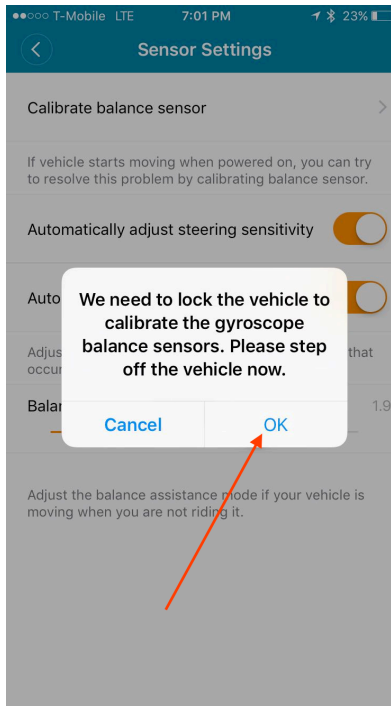 T-Mobile LTE 7:01 PM 23%
Sensor Settings
Calibrate balance sensor
If vehicle starts moving when powered on, you can try
to resolve this problem by calibrating balance sensor.
Automatically adjust steering sensitivity
Auto
We need to lock the vehicle to
calibrate the gyroscope
balance sensors. Please step
off the vehicle now.
Adjus that
occur
Balan 1.9
Cancel OK
Adjust the balance assistance mode if your vehicle is
moving when you are not riding it.